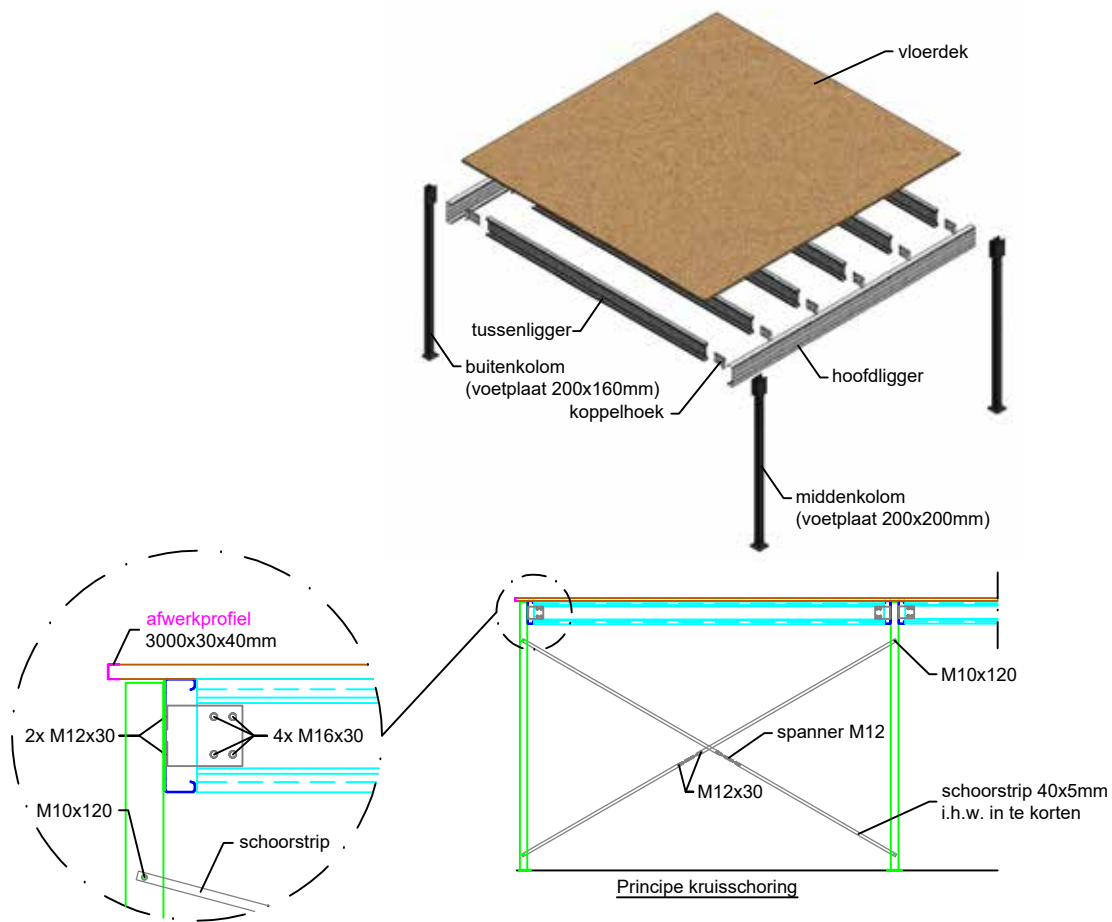 vloerdek
tussenligger
buitenkolom
(voetplaat 200x160mm)
koppelhoek
hoofdligger
middenkolom
(voetplaat 200x200mm)
afwerkprofiel
3000x30x40mm
2x M12x30
4x M16x30
M10x120
schoorstrip
M10x120
spanner M12
M12x30
schoorstrip 40x5mm
i.h.w. in te korten
Principe kruisschoring